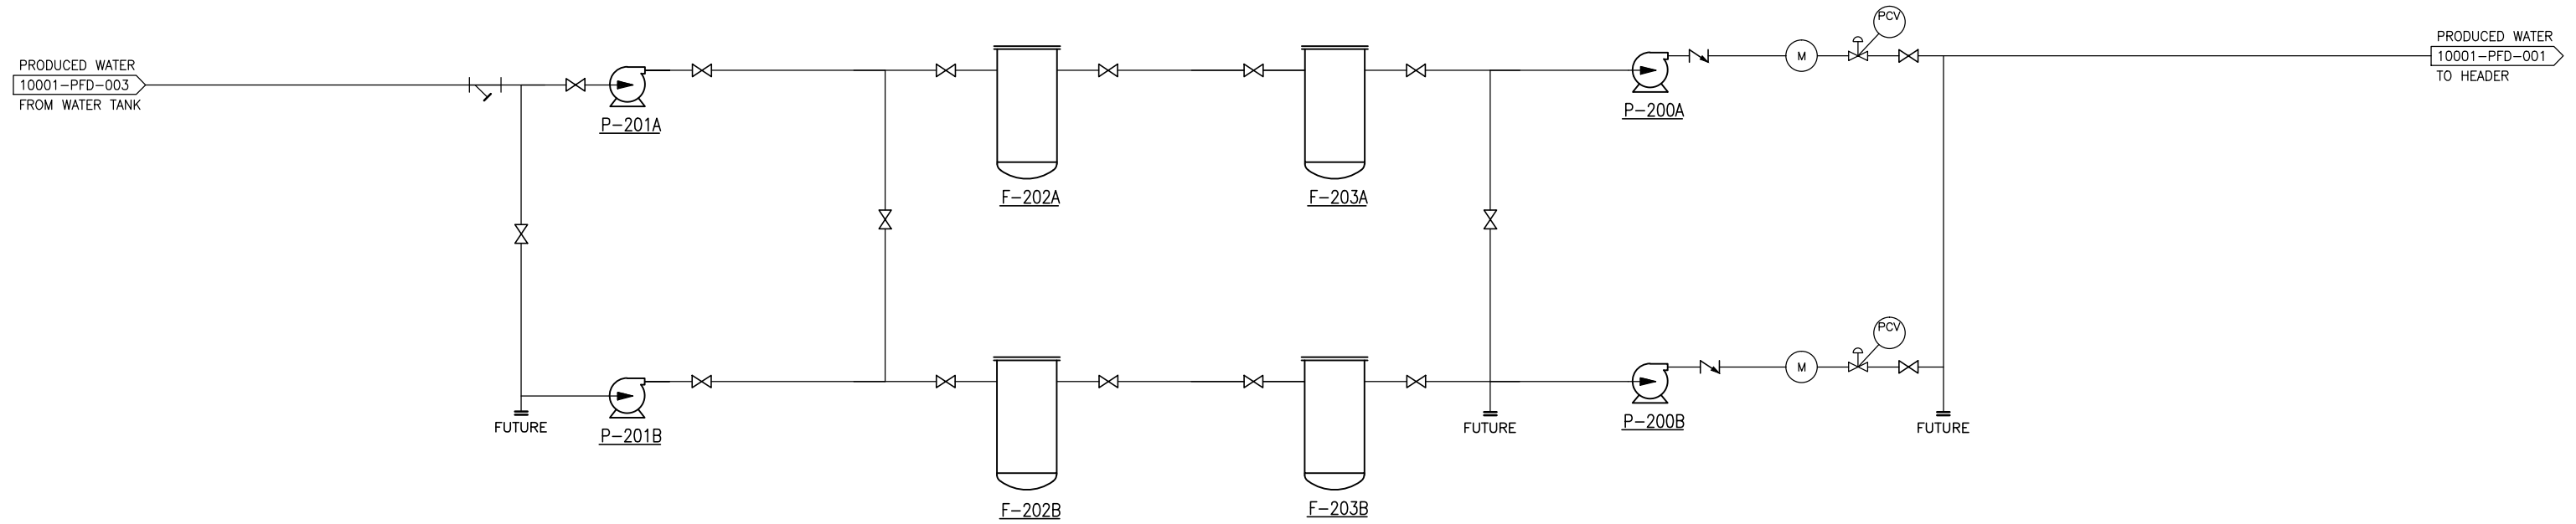 PRODUCED WATER
10001-PFD-003
FROM WATER TANK
P-201A
F-202A
F-203A
P-200A
M
PCV
PRODUCED WATER
10001-PFD-001
TO HEADER
FUTURE
P-201B
F-202B
F-203B
FUTURE
P-200B
M
PCV
FUTURE